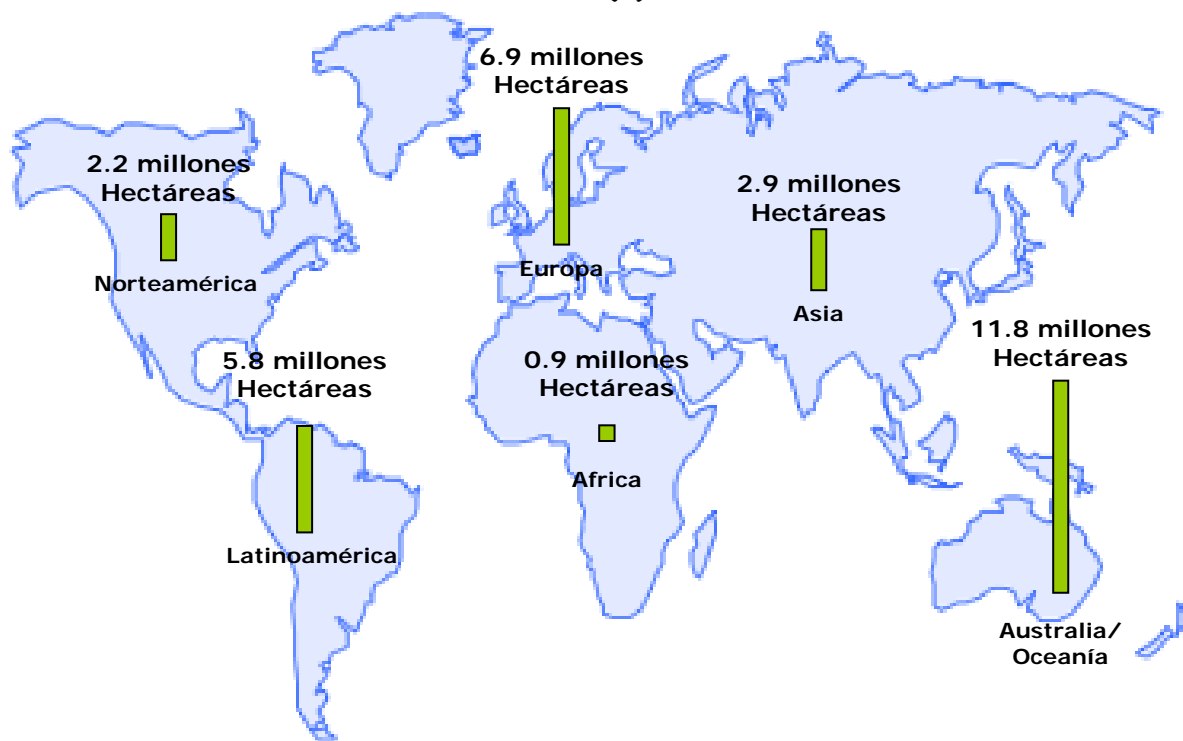 6.9 millones
Hectáreas
2.2 millones
Hectáreas
Norteamérica
Europa
2.9 millones
Hectáreas
Asia
5.8 millones
Hectáreas
Latinoamérica
0.9 millones
Hectáreas
Africa
11.8 millones
Hectáreas
Australia/
Oceanía